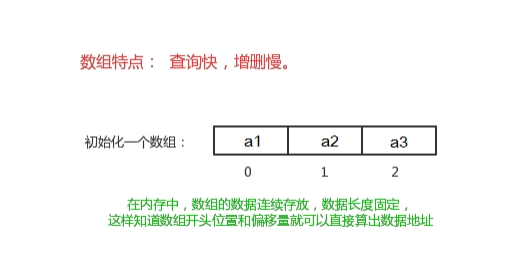 数组特点： 查询快，增删慢。
初始化一个数组： a1 a2 a3
0 1 2
在内存中，数组的数据连续存放，数据长度固定，
这样知道数组开头位置和偏移量就可以直接算出数据地址